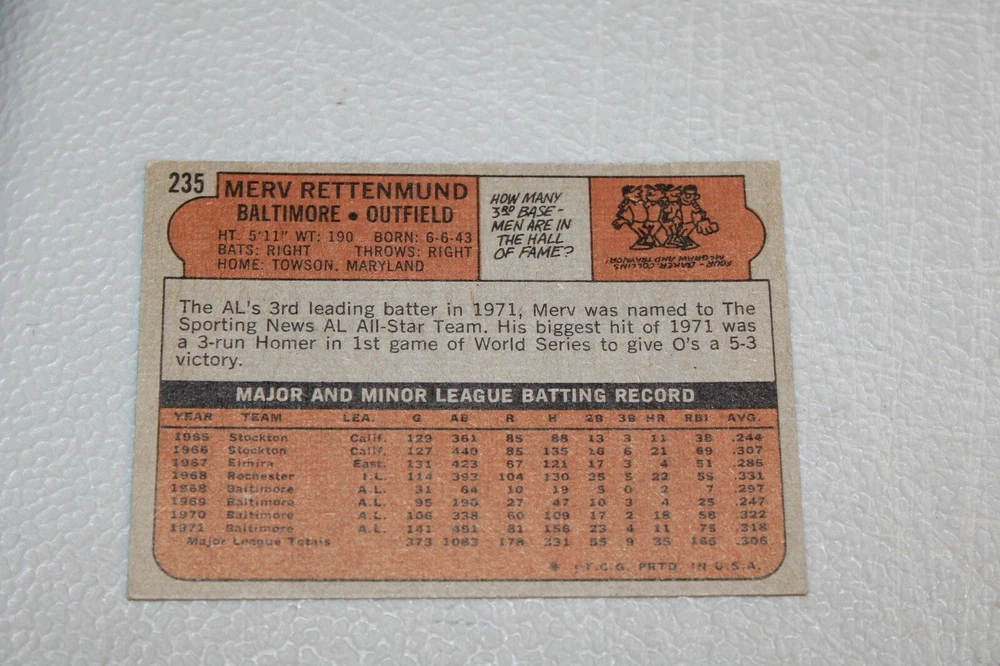 235
MERV RETTENMUND
BALTIMORE • OUTFIELD
HT: 5'11" WT: 190 BORN: 6-6-43
BATS: RIGHT THROWS: RIGHT
HOME: TOWSON, MARYLAND
HOW MANY
3RD BASE-
MEN ARE IN
THE HALL
OF FAME?
FOUR - BAKER, COLLINS,
McGRAW AND TRAYNOR!
The AL's 3rd leading batter in 1971, Merv was named to The
Sporting News AL All-Star Team. His biggest hit of 1971 was
a 3-run Homer in 1st game of World Series to give O's a 5-3
victory.
MAJOR AND MINOR LEAGUE BATTING RECORD
YEAR TEAM LEA. G AB R H 2B 3B HR RBI AVG.
1965 Stockton Calif. 129 361 85 88 13 3 11 38 .244
1966 Stockton Calif. 127 440 85 135 16 6 21 69 .307
1967 Elmira East. 131 423 67 121 17 3 4 51 .286
1968 Rochester I.L. 114 393 104 130 25 5 22 55 .331
1968 Baltimore A.L. 31 64 10 19 5 0 2 7 .297
1969 Baltimore A.L. 95 190 27 47 10 3 4 25 .247
1970 Baltimore A.L. 106 338 60 109 17 2 18 58 .322
1971 Baltimore A.L. 141 491 81 156 23 4 11 75 .318
Major League Totals 373 1083 178 331 55 9 35 165 .306
* T.C.G. PRTD. IN U.S.A.